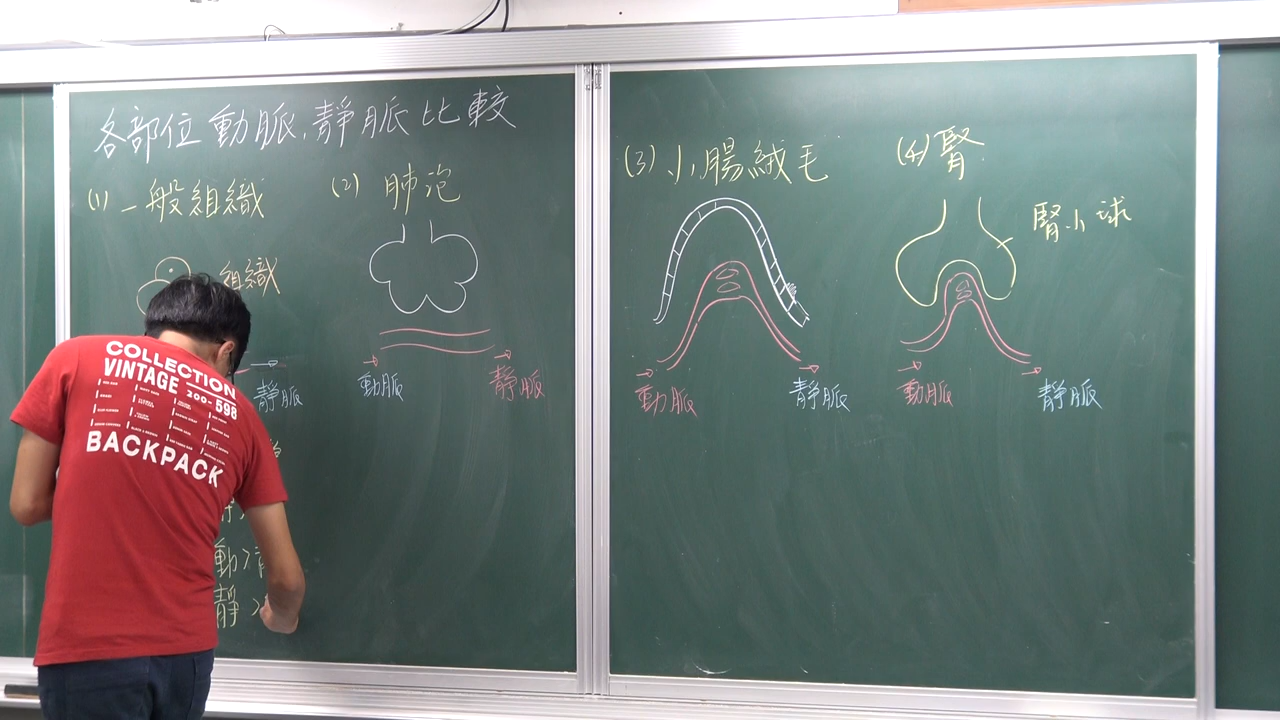 各部位動脈,靜脈比較
(1) 一般組織
組織
靜脈
動>
靜>
(2) 肺泡
動脈
靜脈
(3) 小腸絨毛
動脈
靜脈
(4) 腎
腎小球
動脈
靜脈
COLLECTION
VINTAGE
200-598
BACKPACK